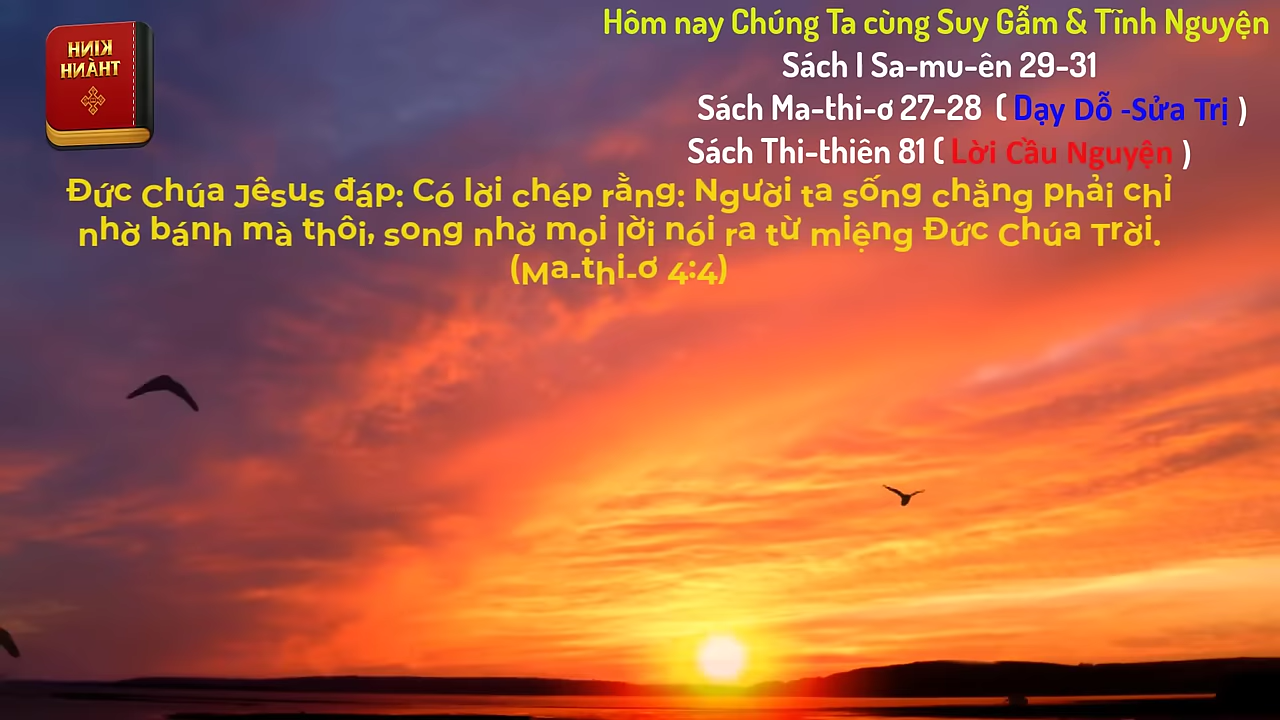 KINH
THÀNH
Hôm nay Chúng Ta cùng Suy Gẫm & Tĩnh Nguyện
Sách I Sa-mu-ên 29-31
Sách Ma-thi-ơ 27-28 ( Dạy Dỗ -Sửa Trị )
Sách Thi-thiên 81 ( Lời Cầu Nguyện )
Đức Chúa Jêsus đáp: Có lời chép rằng: Người ta sống chẳng phải chỉ
nhờ bánh mà thôi, song nhờ mọi lời nói ra từ miệng Đức Chúa Trời.
(Ma-thi-ơ 4:4)